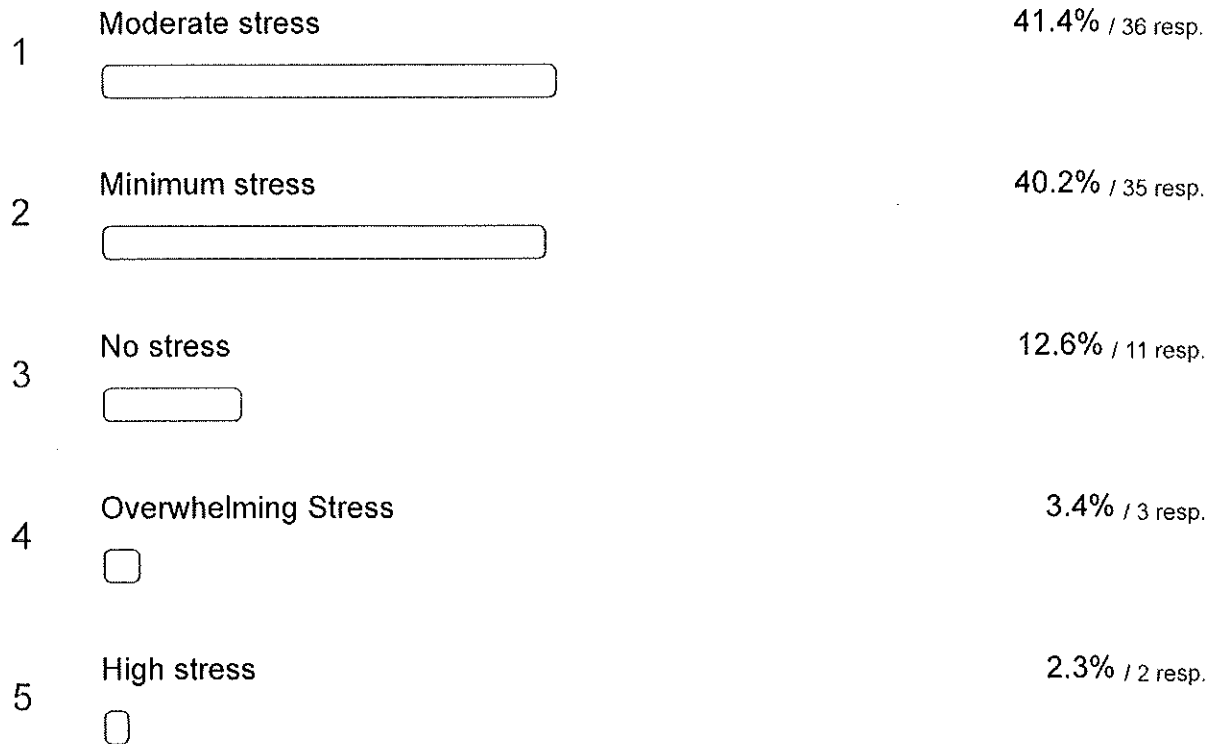 Moderate stress 41.4% / 36 resp.
1
Minimum stress 40.2% / 35 resp.
2
No stress 12.6% / 11 resp.
3
Overwhelming Stress 3.4% / 3 resp.
4
High stress 2.3% / 2 resp.
5